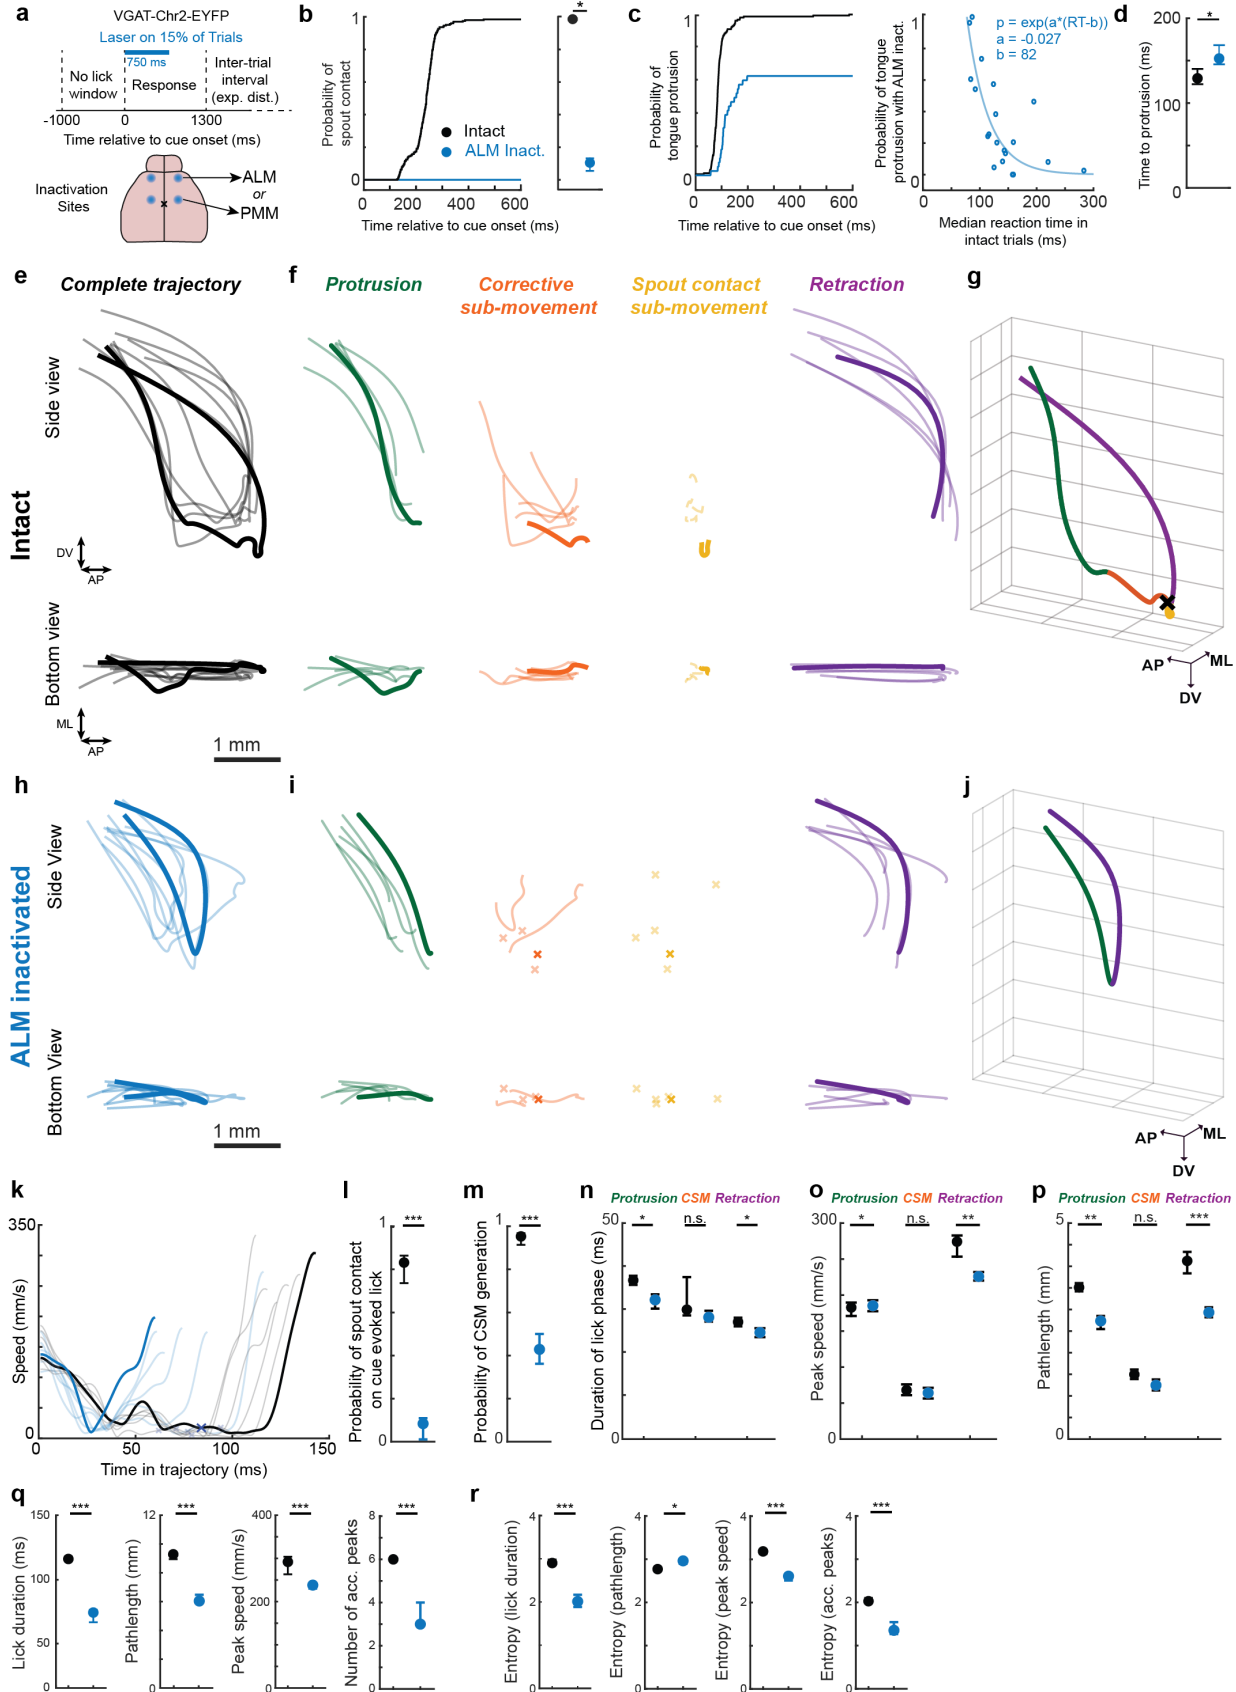 a
VGAT-Chr2-EYFP
Laser on 15% of Trials
750 ms
No lick
window
Response
Inter-trial
interval
(exp. dist.)
-1000
0
1300
Time relative to cue onset (ms)
Inactivation
Sites
ALM
or
PMM
b
Probability of
spout contact
1
0
Intact
ALM Inact.
0
200
400
600
Time relative to cue onset (ms)
*
c
Probability of
tongue protrusion
1
0
0
200
400
600
Time relative to cue onset (ms)
Probability of tongue
protrusion with ALM inact.
1
0
p = exp(a*(RT-b))
a = -0.027
b = 82
0
100
200
300
Median reaction time in
intact trials (ms)
d
Time to protrusion (ms)
200
100
0
*
e
Complete trajectory
f
Protrusion
Corrective
sub-movement
Spout contact
sub-movement
Retraction
g
Intact
Side view
DV
AP
Bottom view
ML
AP
1 mm
AP
ML
DV
h
i
j
ALM inactivated
Side View
Bottom View
1 mm
AP
ML
DV
k
Speed (mm/s)
350
0
0
50
100
150
Time in trajectory (ms)
l
Probability of spout contact
on cue evoked lick
1
0
***
m
Probability of CSM generation
1
0
***
n
Protrusion CSM Retraction
Duration of lick phase (ms)
50
0
* n.s. *
o
Protrusion CSM Retraction
Peak speed (mm/s)
300
0
* n.s. **
p
Protrusion CSM Retraction
Pathlength (mm)
5
0
** n.s. ***
q
Lick duration (ms)
150
100
50
0
***
Pathlength (mm)
12
6
0
***
Peak speed (mm/s)
400
200
0
***
Number of acc. peaks
8
6
4
2
0
***
r
Entropy (lick duration)
4
2
0
***
Entropy (pathlength)
4
2
0
*
Entropy (peak speed)
4
2
0
***
Entropy (acc. peaks)
4
2
0
***